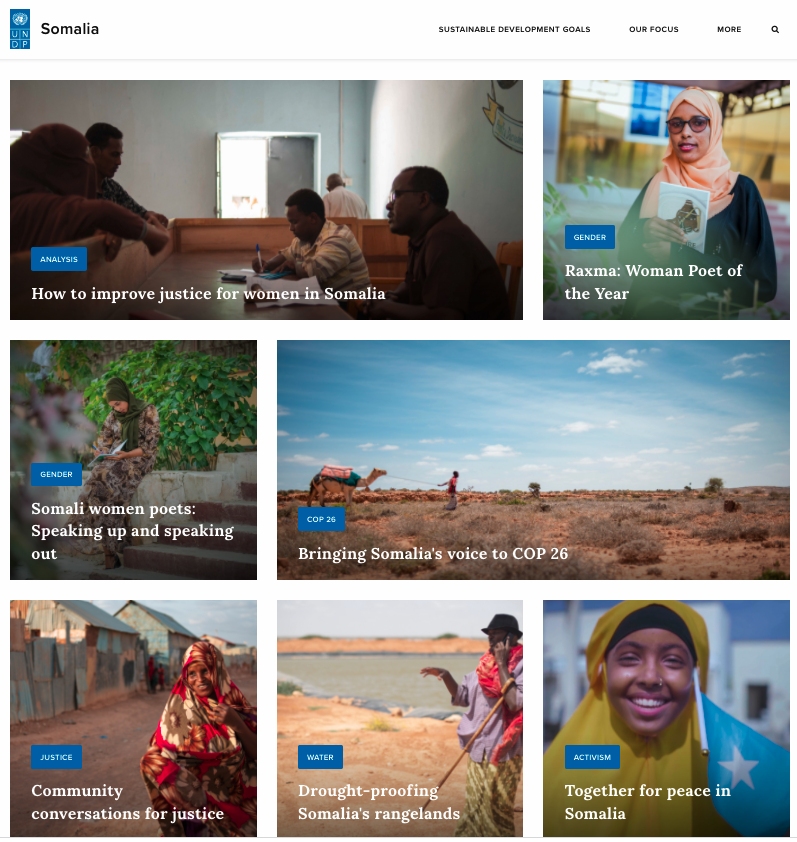 UN
DP
Somalia
SUSTAINABLE DEVELOPMENT GOALS
OUR FOCUS
MORE
ANALYSIS
How to improve justice for women in Somalia
GENDER
Raxma: Woman Poet of
the Year
GENDER
Somali women poets:
Speaking up and speaking
out
COP 26
Bringing Somalia's voice to COP 26
JUSTICE
Community
conversations for justice
WATER
Drought-proofing
Somalia's rangelands
ACTIVISM
Together for peace in
Somalia